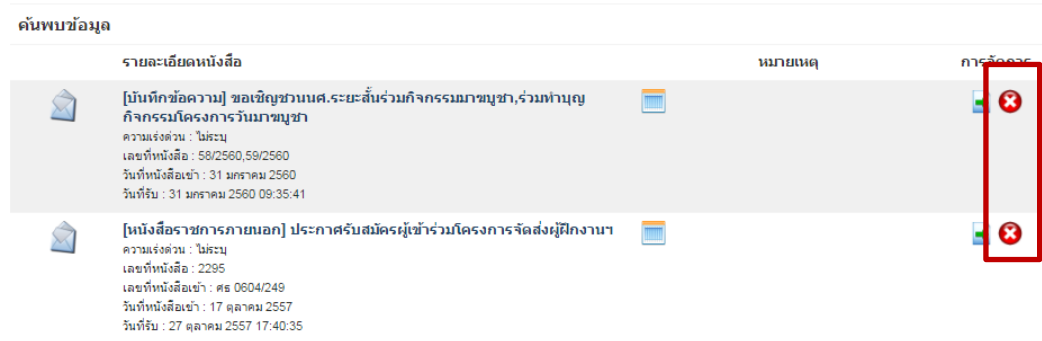 ค้นพบข้อมูล
รายละเอียดหนังสือ หมายเหตุ การจัดการ
[บันทึกข้อความ] ขอเชิญชวนนศ.ระยะสั้นร่วมกิจกรรมมาฆบูชา,ร่วมทำบุญ
กิจกรรมโครงการวันมาฆบูชา
ความเร่งด่วน : ไม่ระบุ
เลขที่หนังสือ : 58/2560,59/2560
วันที่หนังสือเข้า : 31 มกราคม 2560
วันที่รับ : 31 มกราคม 2560 09:35:41
[หนังสือราชการภายนอก] ประกาศรับสมัครผู้เข้าร่วมโครงการจัดส่งผู้ฝึกงานฯ
ความเร่งด่วน : ไม่ระบุ
เลขที่หนังสือ : 2295
เลขที่หนังสือเข้า : ศธ 0604/249
วันที่หนังสือเข้า : 17 ตุลาคม 2557
วันที่รับ : 27 ตุลาคม 2557 17:40:35